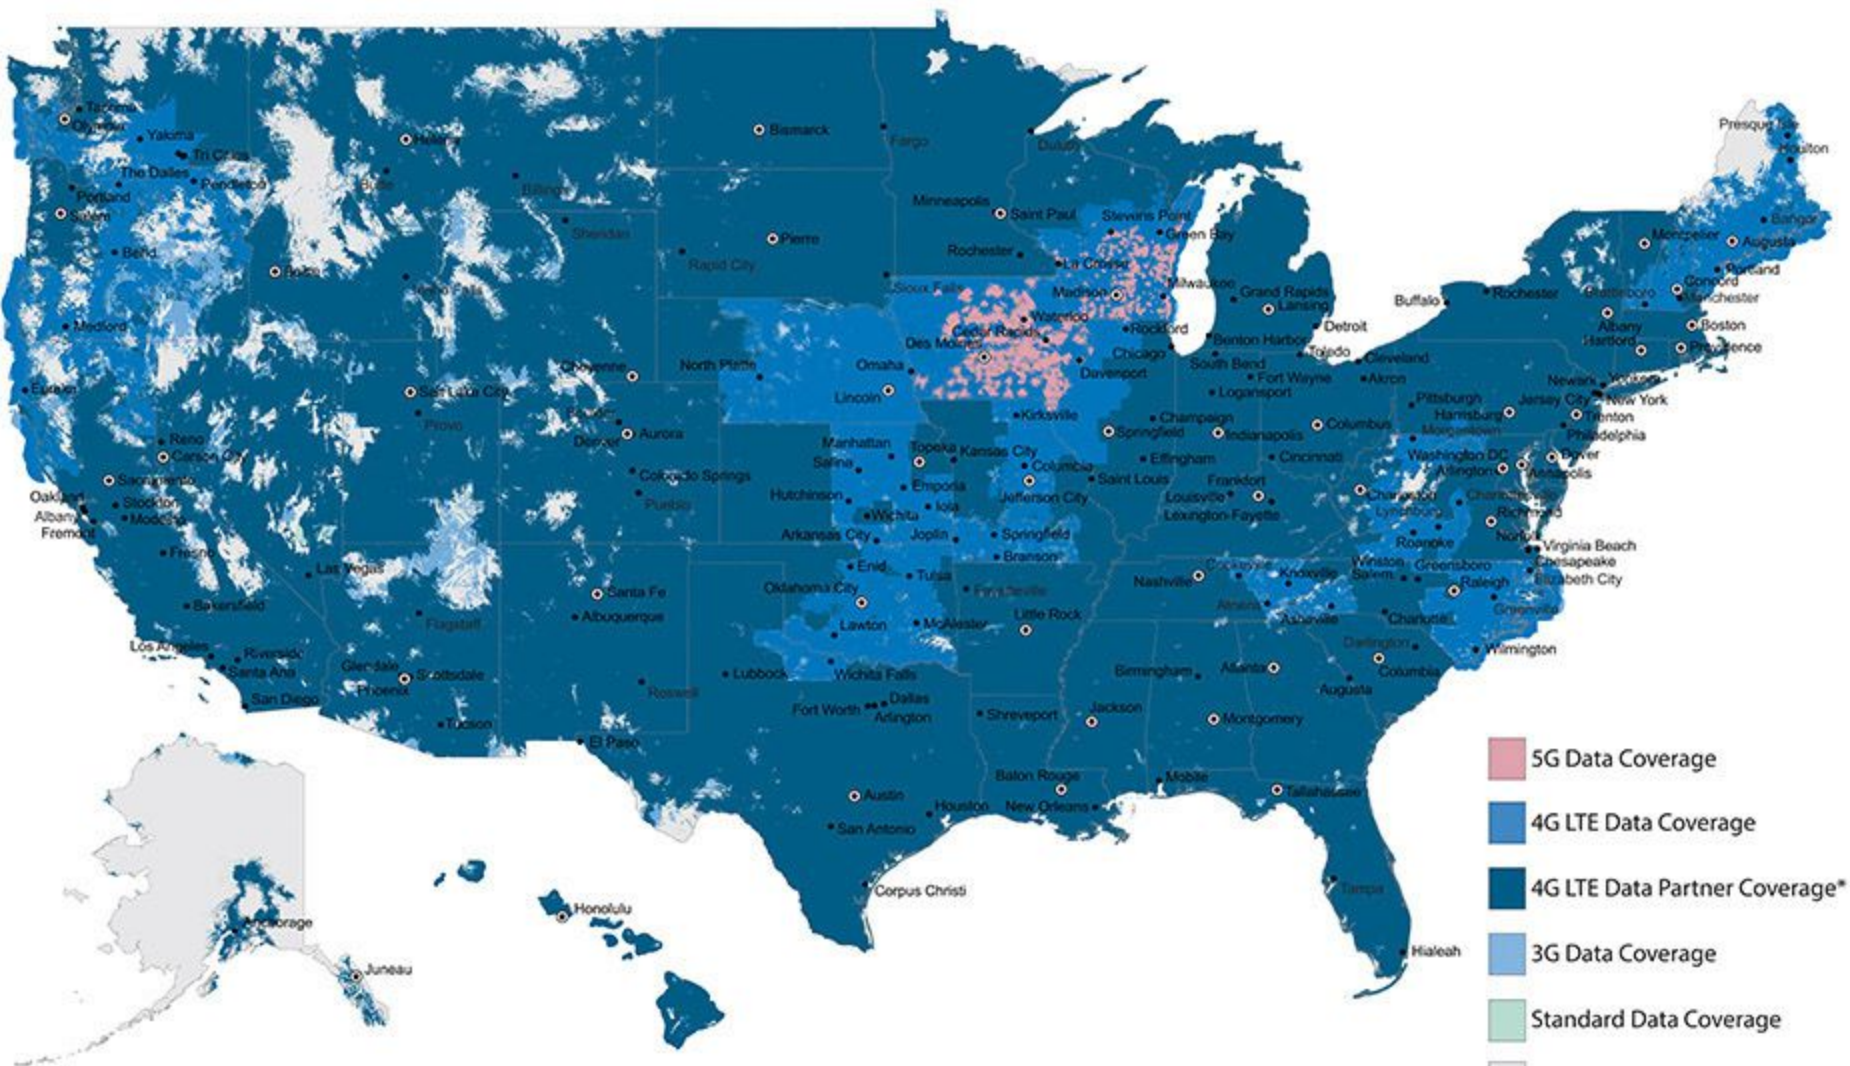 Tacoma
Olympia
Yakima
Tri Cities
The Dalles
Pendleton
Portland
Salem
Bend
Boise
Medford
Eureka
Helena
Butte
Billings
Idaho Falls
Sheridan
Bismarck
Fargo
Duluth
Pierre
Rapid City
Sioux Falls
Minneapolis
Saint Paul
Rochester
Stevens Point
Green Bay
La Crosse
Madison
Milwaukee
Waterloo
Cedar Rapids
Des Moines
Davenport
Rockford
Chicago
Grand Rapids
Lansing
Benton Harbor
Detroit
Toledo
South Bend
Fort Wayne
Logansport
Cleveland
Akron
Buffalo
Rochester
Presque Isle
Houlton
Bangor
Montpelier
Augusta
Portland
Concord
Manchester
Brattleboro
Albany
Boston
Hartford
Providence
Newark
Yonkers
Jersey City
New York
Trenton
Philadelphia
Pittsburgh
Harrisburg
Morgantown
Washington DC
Arlington
Dover
Annapolis
Columbus
Cincinnati
Indianapolis
Champaign
Springfield
Effingham
Saint Louis
Frankfort
Louisville
Lexington-Fayette
Charleston
Charlottesville
Lynchburg
Richmond
Roanoke
Norfolk
Virginia Beach
Chesapeake
Elizabeth City
Winston
Salem
Greensboro
Raleigh
Greenville
Cookeville
Knoxville
Nashville
Athens
Asheville
Charlotte
Darlington
Wilmington
Columbia
Augusta
Atlanta
Birmingham
Montgomery
Jackson
Mobile
Tallahassee
Tampa
Hialeah
North Platte
Omaha
Lincoln
Kirksville
Manhattan
Topeka
Kansas City
Salina
Columbia
Jefferson City
Emporia
Hutchinson
Iola
Wichita
Arkansas City
Joplin
Springfield
Branson
Enid
Tulsa
Fayetteville
Oklahoma City
Little Rock
Lawton
McAlester
Wichita Falls
Lubbock
Dallas
Fort Worth
Arlington
Shreveport
Baton Rouge
New Orleans
Houston
Austin
San Antonio
Corpus Christi
Cheyenne
Boulder
Denver
Aurora
Colorado Springs
Pueblo
Salt Lake City
Provo
Reno
Carson City
Sacramento
Oakland
Stockton
Albany
Modesto
Fremont
Fresno
Las Vegas
Bakersfield
Los Angeles
Riverside
Santa Ana
San Diego
Glendale
Scottsdale
Phoenix
Tucson
Flagstaff
Santa Fe
Albuquerque
Roswell
El Paso
Anchorage
Juneau
Honolulu
5G Data Coverage
4G LTE Data Coverage
4G LTE Data Partner Coverage*
3G Data Coverage
Standard Data Coverage